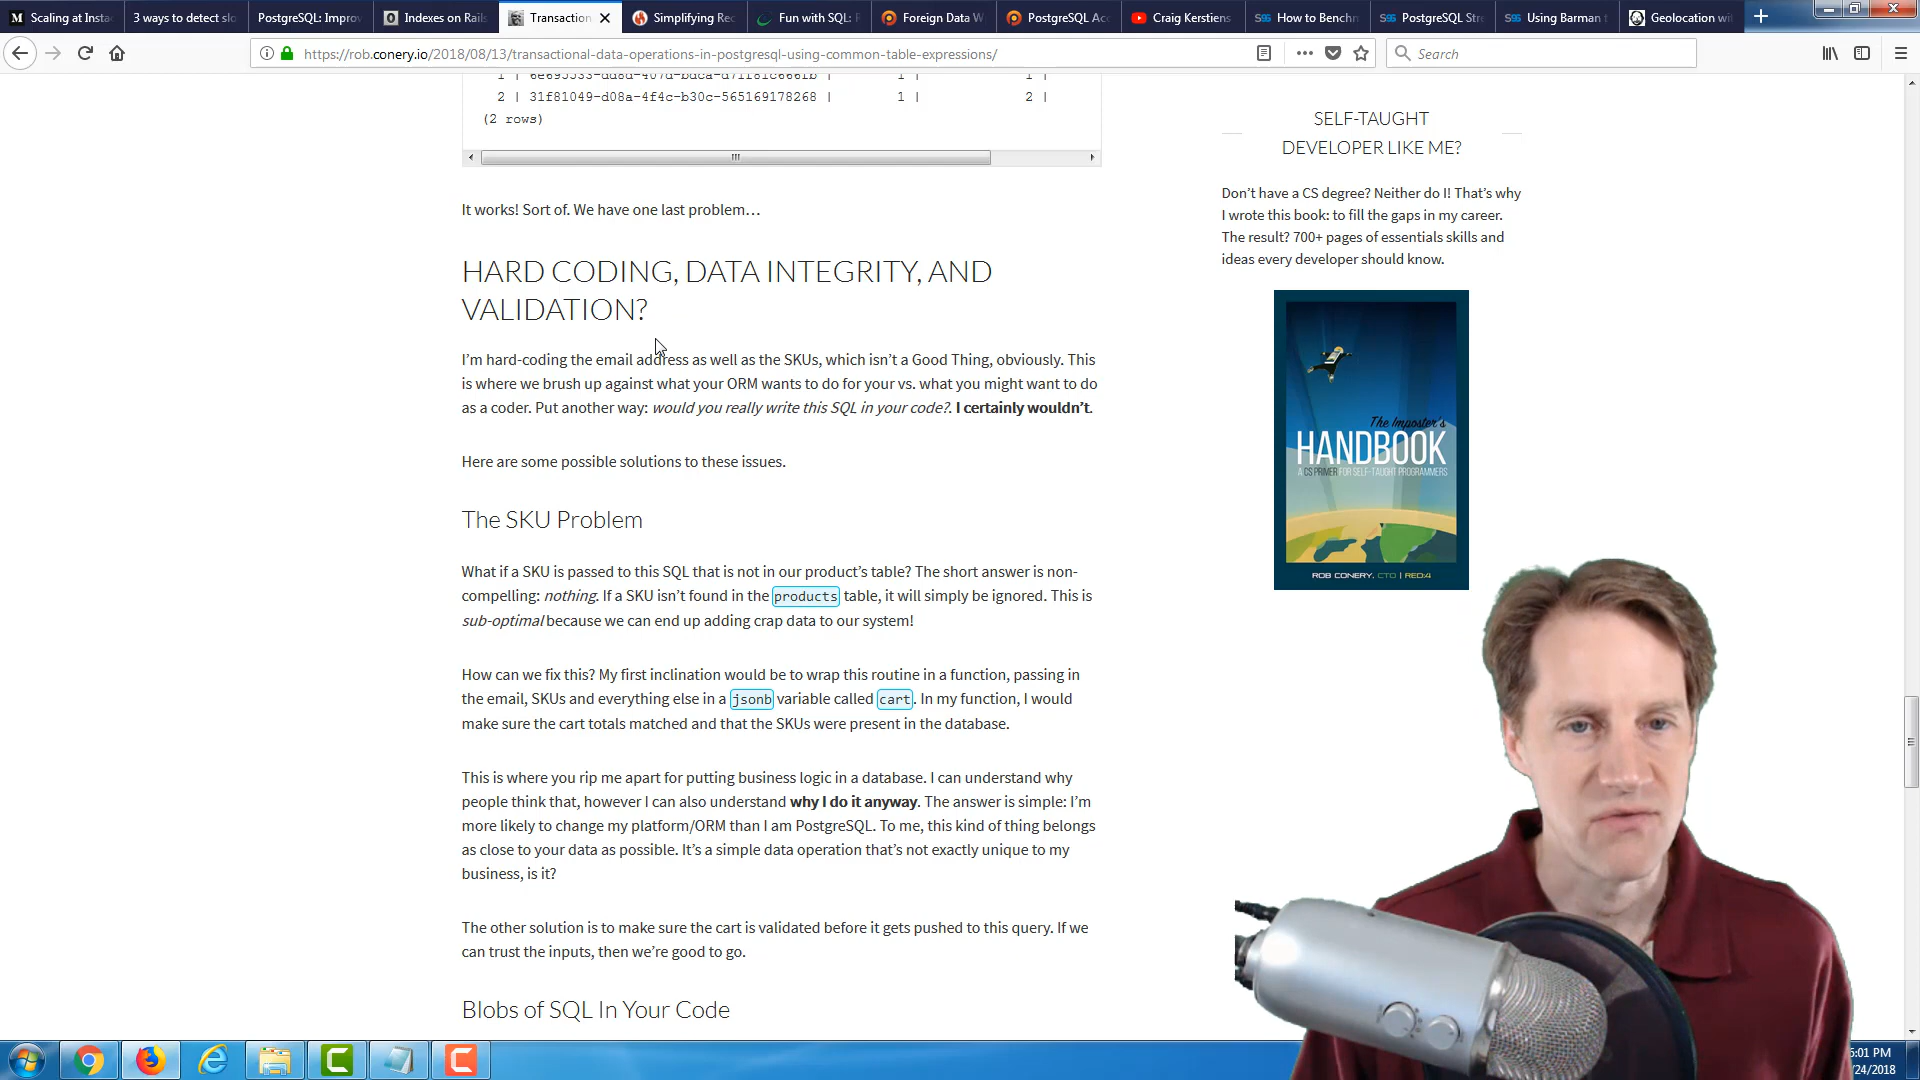 Scaling at Insta
3 ways to detect slo
PostgreSQL: Improv
Indexes on Rails
Transaction
Simplifying Rec
Fun with SQL:
Foreign Data W
PostgreSQL Acc
Craig Kerstiens
How to Benchm
PostgreSQL Stre
Using Barman t
Geolocation wit
https://rob.conery.io/2018/08/13/transactional-data-operations-in-postgresql-using-common-table-expressions/
Search
2 | 31f81049-d08a-4f4c-b30c-565169178268 | 1 | 2 |
(2 rows)
It works! Sort of. We have one last problem…
HARD CODING, DATA INTEGRITY, AND
VALIDATION?
I'm hard-coding the email address as well as the SKUs, which isn't a Good Thing, obviously. This
is where we brush up against what your ORM wants to do for your vs. what you might want to do
as a coder. Put another way: would you really write this SQL in your code?. I certainly wouldn't.
Here are some possible solutions to these issues.
The SKU Problem
What if a SKU is passed to this SQL that is not in our product's table? The short answer is non-
compelling: nothing. If a SKU isn't found in the products table, it will simply be ignored. This is
sub-optimal because we can end up adding crap data to our system!
How can we fix this? My first inclination would be to wrap this routine in a function, passing in
the email, SKUs and everything else in a jsonb variable called cart. In my function, I would
make sure the cart totals matched and that the SKUs were present in the database.
This is where you rip me apart for putting business logic in a database. I can understand why
people think that, however I can also understand why I do it anyway. The answer is simple: I'm
more likely to change my platform/ORM than I am PostgreSQL. To me, this kind of thing belongs
as close to your data as possible. It's a simple data operation that's not exactly unique to my
business, is it?
The other solution is to make sure the cart is validated before it gets pushed to this query. If we
can trust the inputs, then we're good to go.
Blobs of SQL In Your Code
SELF-TAUGHT
DEVELOPER LIKE ME?
Don't have a CS degree? Neither do I! That's why
I wrote this book: to fill the gaps in my career.
The result? 700+ pages of essentials skills and
ideas every developer should know.
The Imposter's
HANDBOOK
A CS PRIMER FOR SELF-TAUGHT PROGRAMMERS
ROB CONERY, CTO | RED:4
5:01 PM
/24/2018